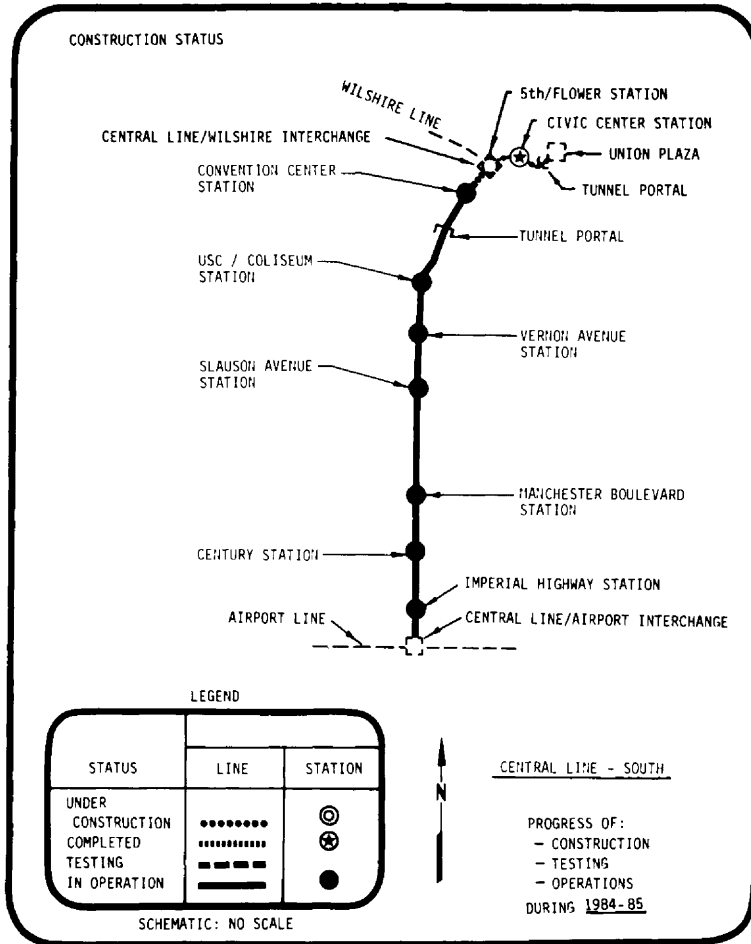 CONSTRUCTION STATUS
WILSHIRE LINE
5th/FLOWER STATION
CIVIC CENTER STATION
CENTRAL LINE/WILSHIRE INTERCHANGE
UNION PLAZA
CONVENTION CENTER
STATION
TUNNEL PORTAL
TUNNEL PORTAL
USC / COLISEUM
STATION
VERNON AVENUE
STATION
SLAUSON AVENUE
STATION
MANCHESTER BOULEVARD
STATION
CENTURY STATION
IMPERIAL HIGHWAY STATION
AIRPORT LINE
CENTRAL LINE/AIRPORT INTERCHANGE
LEGEND
STATUS LINE STATION
UNDER
CONSTRUCTION
COMPLETED
TESTING
IN OPERATION
SCHEMATIC: NO SCALE
N
CENTRAL LINE - SOUTH
PROGRESS OF:
- CONSTRUCTION
- TESTING
- OPERATIONS
DURING 1984-85